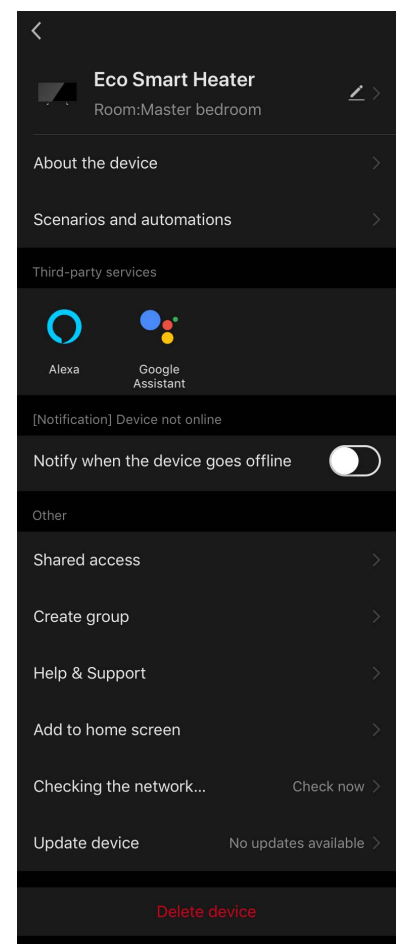 Eco Smart Heater
Room:Master bedroom
About the device
Scenarios and automations
Third-party services
Alexa
Google
Assistant
[Notification] Device not online
Notify when the device goes offline
Other
Shared access
Create group
Help & Support
Add to home screen
Checking the network... Check now
Update device No updates available
Delete device